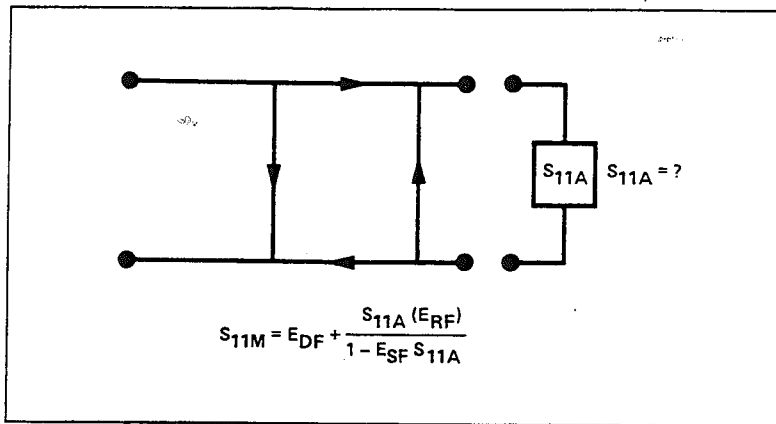 S11A S11A = ?
S11M = EDF + S11A (ERF) / 1 – ESF S11A